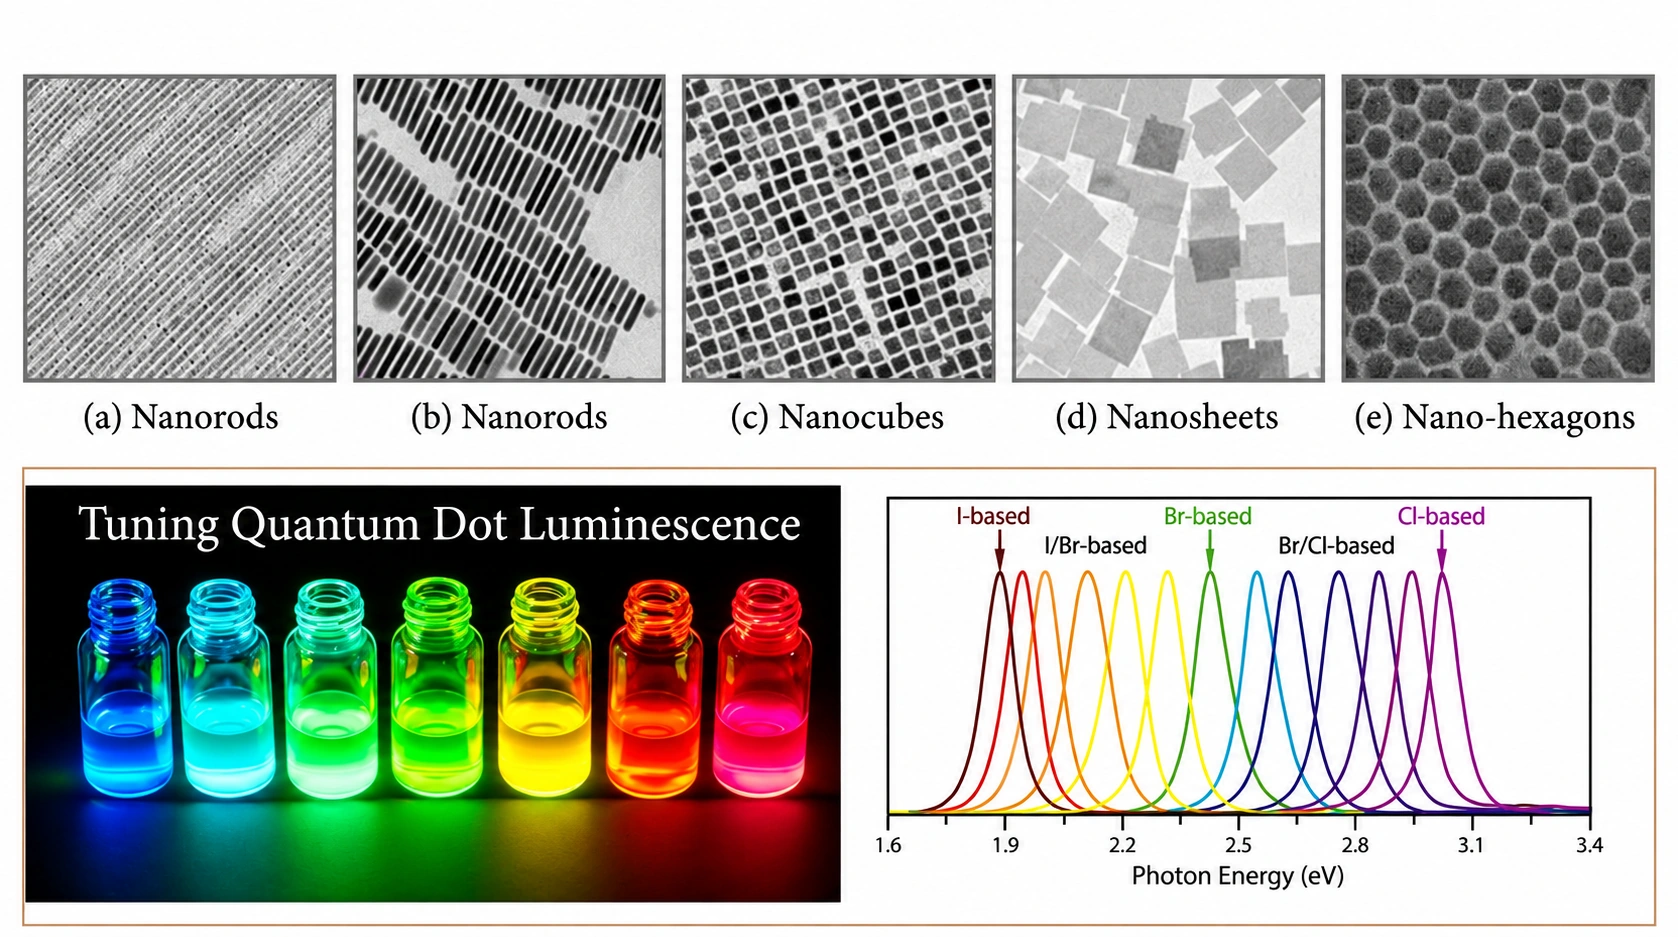 (a) Nanorods
(b) Nanorods
(c) Nanocubes
(d) Nanosheets
(e) Nano-hexagons
Tuning Quantum Dot Luminescence
I-based
Br-based
Cl-based
I/Br-based
Br/Cl-based
1.6
1.9
2.2
2.5
2.8
3.1
3.4
Photon Energy (eV)